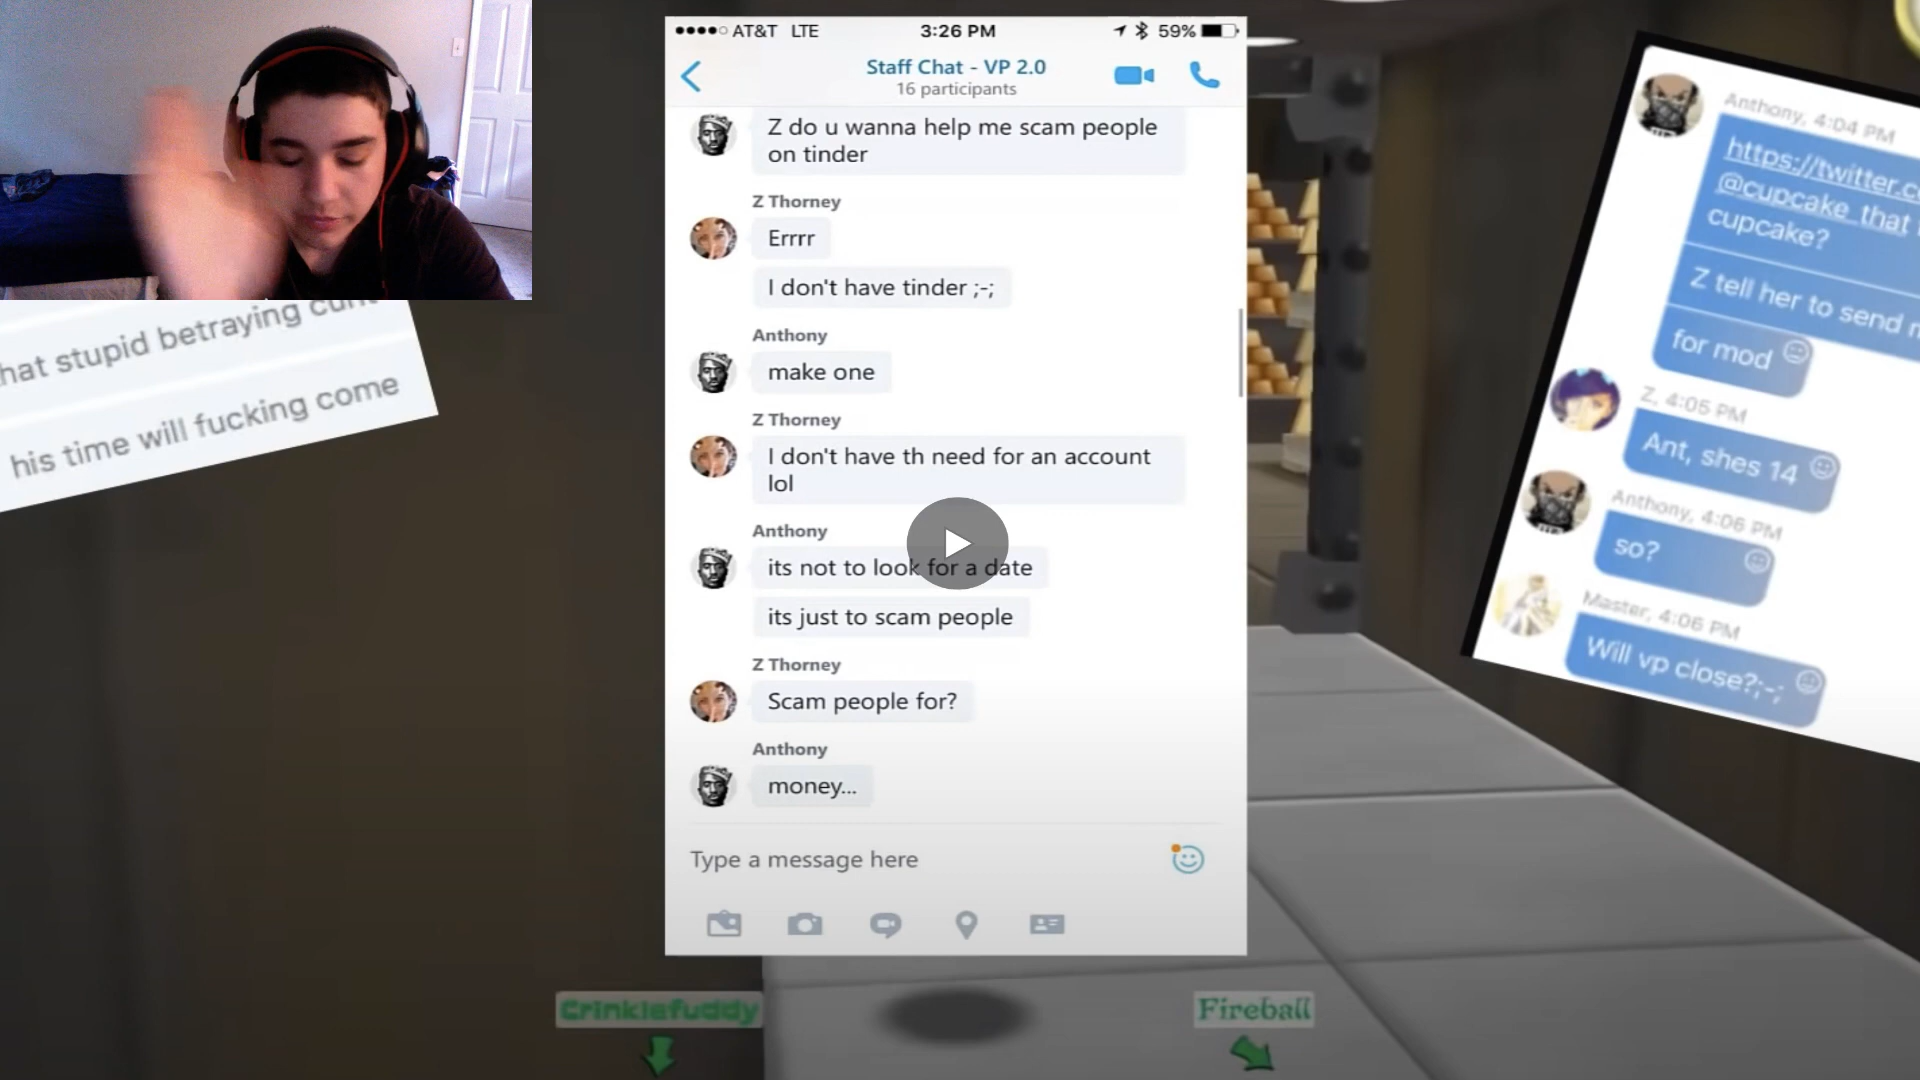 AT&T LTE
3:26 PM
59%
Staff Chat - VP 2.0
16 participants
Z do u wanna help me scam people
on tinder
Z Thorney
Errrr
I don't have tinder ;-;
Anthony
make one
Z Thorney
I don't have th need for an account
lol
Anthony
its not to look for a date
its just to scam people
Z Thorney
Scam people for?
Anthony
money...
Type a message here
hat stupid betraying
his time will fucking come
Anthony, 4:04 PM
https://twitter.c
@cupcake_that
cupcake?
Z tell her to send
for mod
Z, 4:05 PM
Ant, shes 14
Anthony, 4:06 PM
so?
Master, 4:06 PM
Will vp close?;-;
Crinklefuddy
Fireball